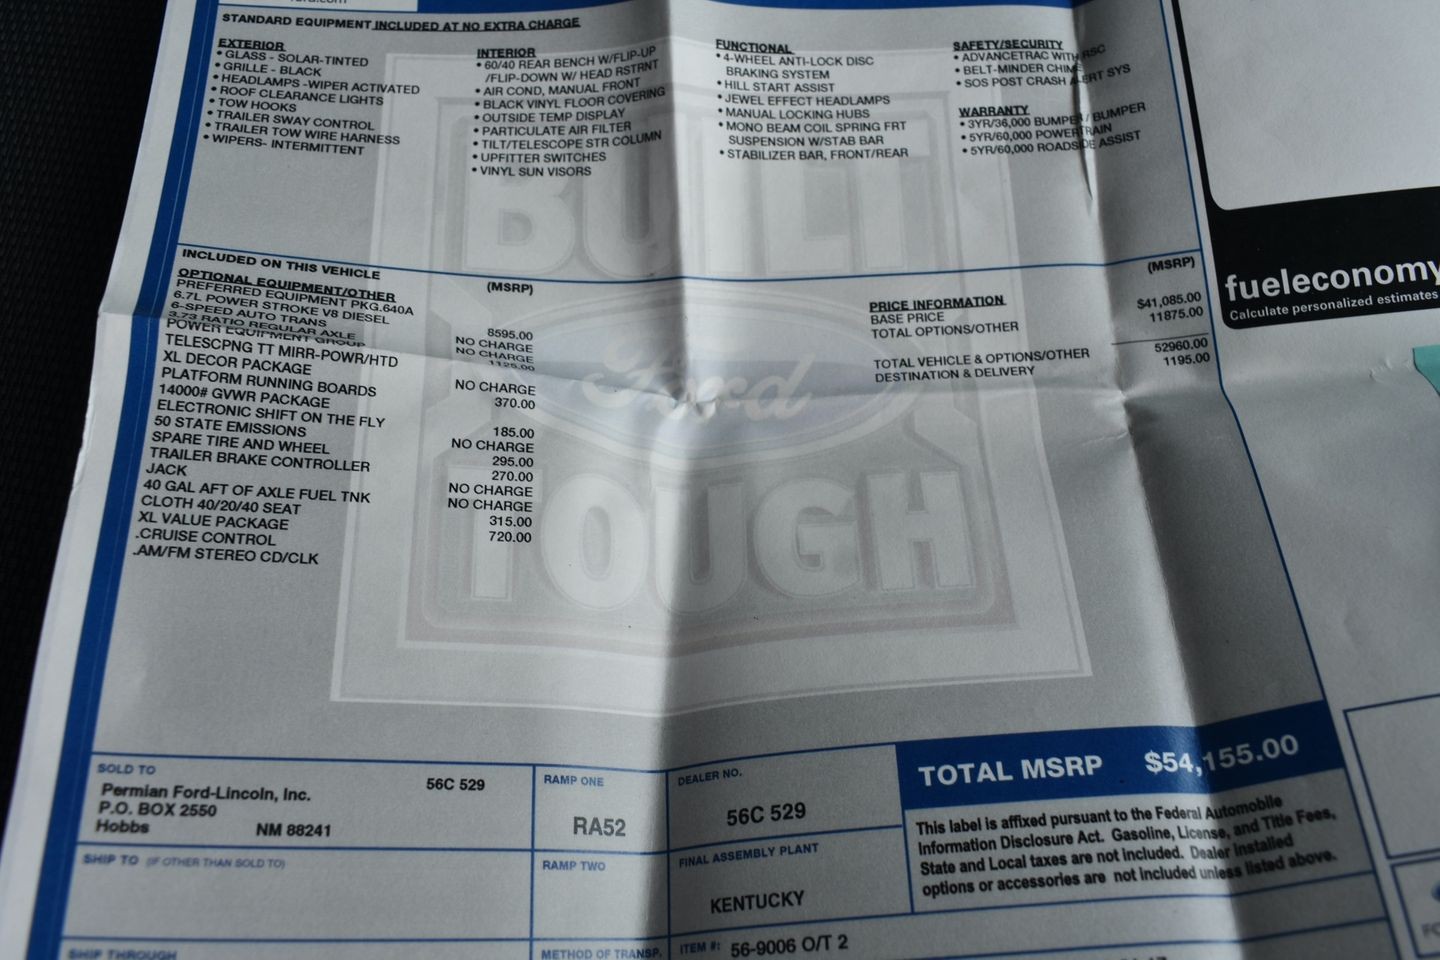 ford.com
STANDARD EQUIPMENT INCLUDED AT NO EXTRA CHARGE
EXTERIOR
• GLASS - SOLAR-TINTED
• GRILLE - BLACK
• HEADLAMPS -WIPER ACTIVATED
• ROOF CLEARANCE LIGHTS
• TOW HOOKS
• TRAILER SWAY CONTROL
• TRAILER TOW WIRE HARNESS
• WIPERS- INTERMITTENT
INTERIOR
• 60/40 REAR BENCH W/FLIP-UP
/FLIP-DOWN W/ HEAD RSTRNT
• AIR COND, MANUAL FRONT
• BLACK VINYL FLOOR COVERING
• OUTSIDE TEMP DISPLAY
• PARTICULATE AIR FILTER
• TILT/TELESCOPE STR COLUMN
• UPFITTER SWITCHES
• VINYL SUN VISORS
FUNCTIONAL
• 4-WHEEL ANTI-LOCK DISC
BRAKING SYSTEM
• HILL START ASSIST
• JEWEL EFFECT HEADLAMPS
• MANUAL LOCKING HUBS
• MONO BEAM COIL SPRING FRT
SUSPENSION W/STAB BAR
• STABILIZER BAR, FRONT/REAR
SAFETY/SECURITY
• ADVANCETRAC WITH RSC
• BELT-MINDER CHIME
• SOS POST CRASH ALERT SYS
WARRANTY
• 3YR/36,000 BUMPER / BUMPER
• 5YR/60,000 POWERTRAIN
• 5YR/60,000 ROADSIDE ASSIST
INCLUDED ON THIS VEHICLE
(MSRP)
OPTIONAL EQUIPMENT/OTHER
PREFERRED EQUIPMENT PKG.640A
6.7L POWER STROKE V8 DIESEL 8595.00
6-SPEED AUTO TRANS NO CHARGE
3.73 RATIO REGULAR AXLE NO CHARGE
POWER EQUIPMENT GROUP 1125.00
TELESCPNG TT MIRR-POWR/HTD
XL DECOR PACKAGE NO CHARGE
PLATFORM RUNNING BOARDS 370.00
14000# GVWR PACKAGE
ELECTRONIC SHIFT ON THE FLY 185.00
50 STATE EMISSIONS NO CHARGE
SPARE TIRE AND WHEEL 295.00
TRAILER BRAKE CONTROLLER 270.00
JACK NO CHARGE
40 GAL AFT OF AXLE FUEL TNK NO CHARGE
CLOTH 40/20/40 SEAT 315.00
XL VALUE PACKAGE 720.00
.CRUISE CONTROL
.AM/FM STEREO CD/CLK
(MSRP)
PRICE INFORMATION
BASE PRICE $41,085.00
TOTAL OPTIONS/OTHER 11875.00
TOTAL VEHICLE & OPTIONS/OTHER 52960.00
DESTINATION & DELIVERY 1195.00
BUILT
Ford
TOUGH
fueleconomy
Calculate personalized estimates
SOLD TO
Permian Ford-Lincoln, Inc. 56C 529
P.O. BOX 2550
Hobbs NM 88241
SHIP TO (IF OTHER THAN SOLD TO)
SHIP THROUGH
RAMP ONE
RA52
RAMP TWO
METHOD OF TRANSP.
DEALER NO.
56C 529
FINAL ASSEMBLY PLANT
KENTUCKY
ITEM #: 56-9006 O/T 2
TOTAL MSRP $54,155.00
This label is affixed pursuant to the Federal Automobile
Information Disclosure Act. Gasoline, License, and Title Fees,
State and Local taxes are not included. Dealer installed
options or accessories are not included unless listed above.